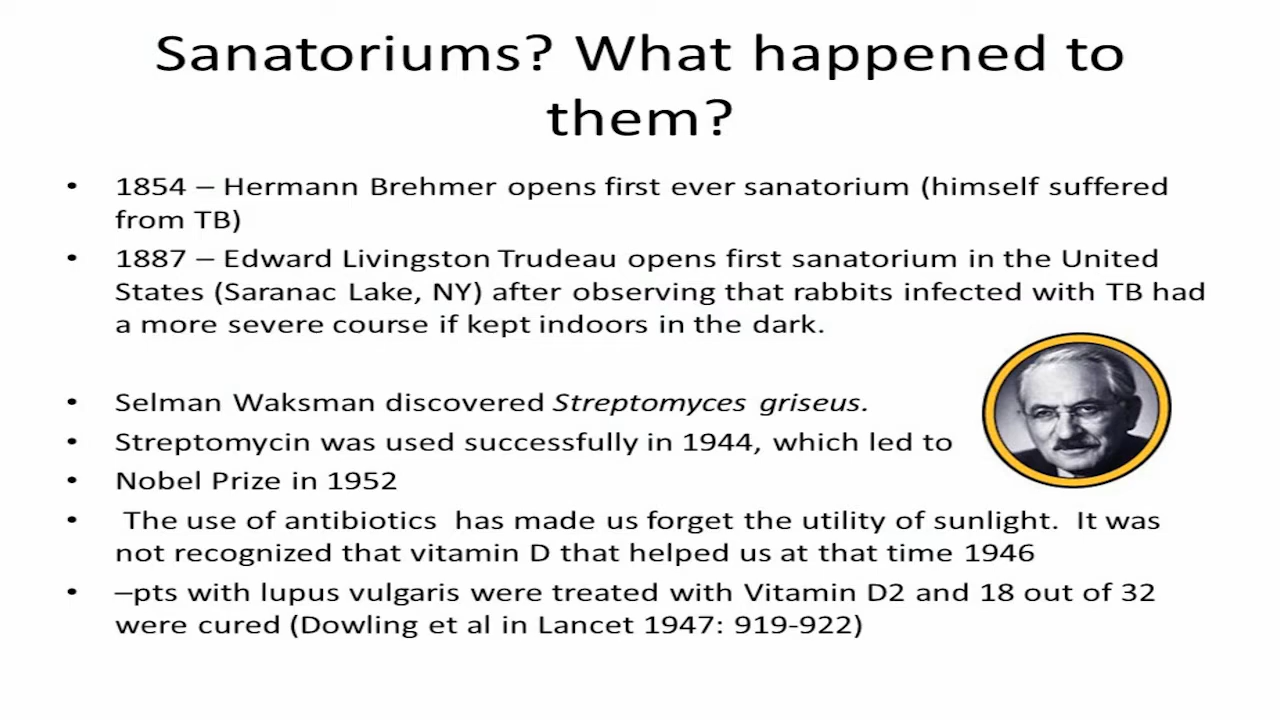 Sanatoriums? What happened to
them?
• 1854 – Hermann Brehmer opens first ever sanatorium (himself suffered
from TB)
• 1887 – Edward Livingston Trudeau opens first sanatorium in the United
States (Saranac Lake, NY) after observing that rabbits infected with TB had
a more severe course if kept indoors in the dark.
• Selman Waksman discovered Streptomyces griseus.
• Streptomycin was used successfully in 1944, which led to
• Nobel Prize in 1952
• The use of antibiotics has made us forget the utility of sunlight. It was
not recognized that vitamin D that helped us at that time 1946
• –pts with lupus vulgaris were treated with Vitamin D2 and 18 out of 32
were cured (Dowling et al in Lancet 1947: 919-922)